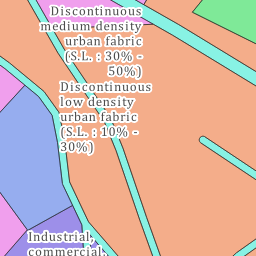 Discontinuous
medium density
urban fabric
(S.L. : 30% -
50%)
Discontinuous
low density
urban fabric
(S.L. : 10% -
30%)
Industrial,
commercial,